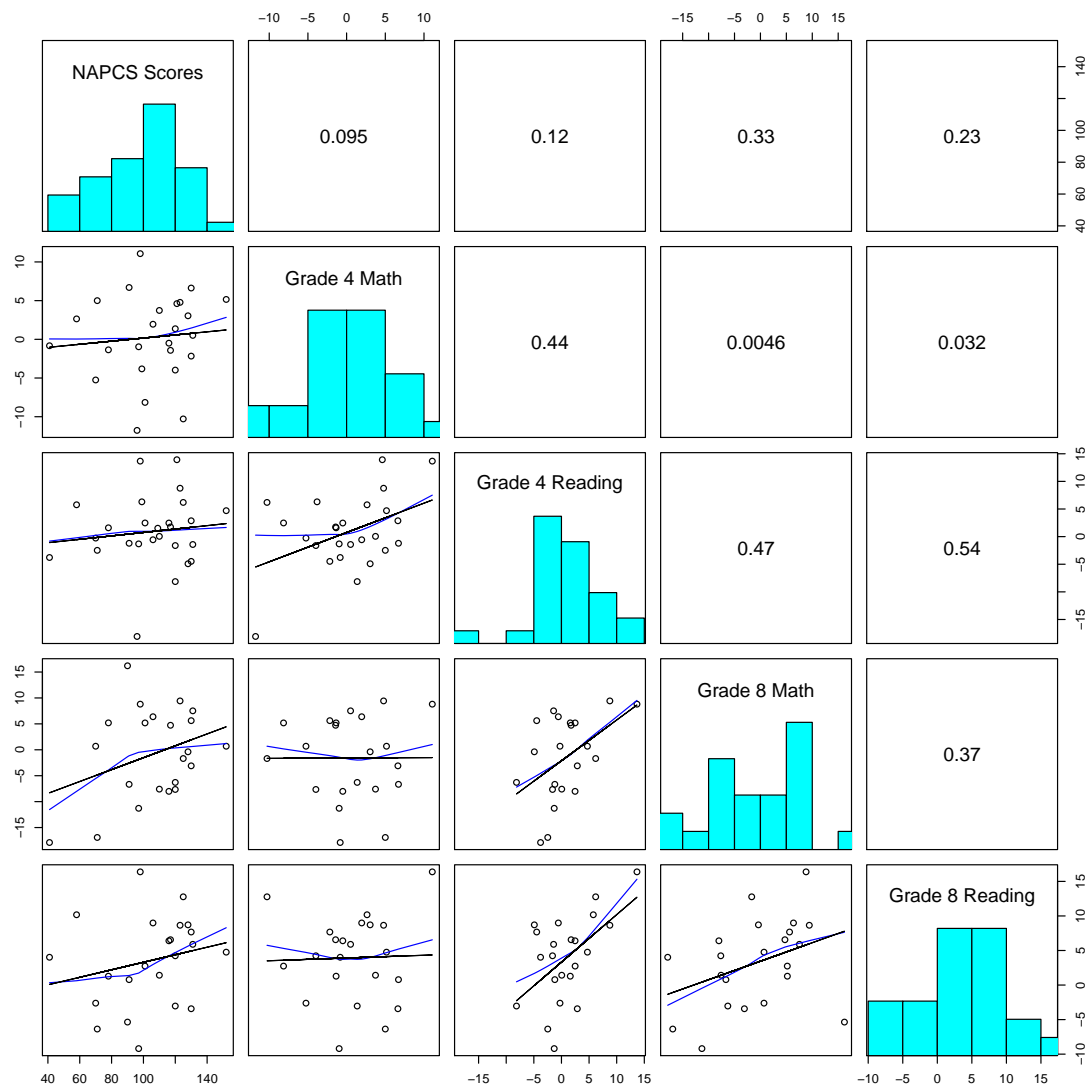 −10 −5 0 5 10
−15 −5 0 5 10
NAPCS Scores
0.095
0.12
0.33
0.23
40 60 80 100 140
−10 −5 0 5 10
Grade 4 Math
0.44
0.0046
0.032
Grade 4 Reading
0.47
0.54
−15 −5 0 5 10 15
−15 −5 0 5 10 15
Grade 8 Math
0.37
Grade 8 Reading
−10 −5 0 5 10 15
40 60 80 100 140
−15 −5 0 5 10 15
−10 −5 0 5 10 15